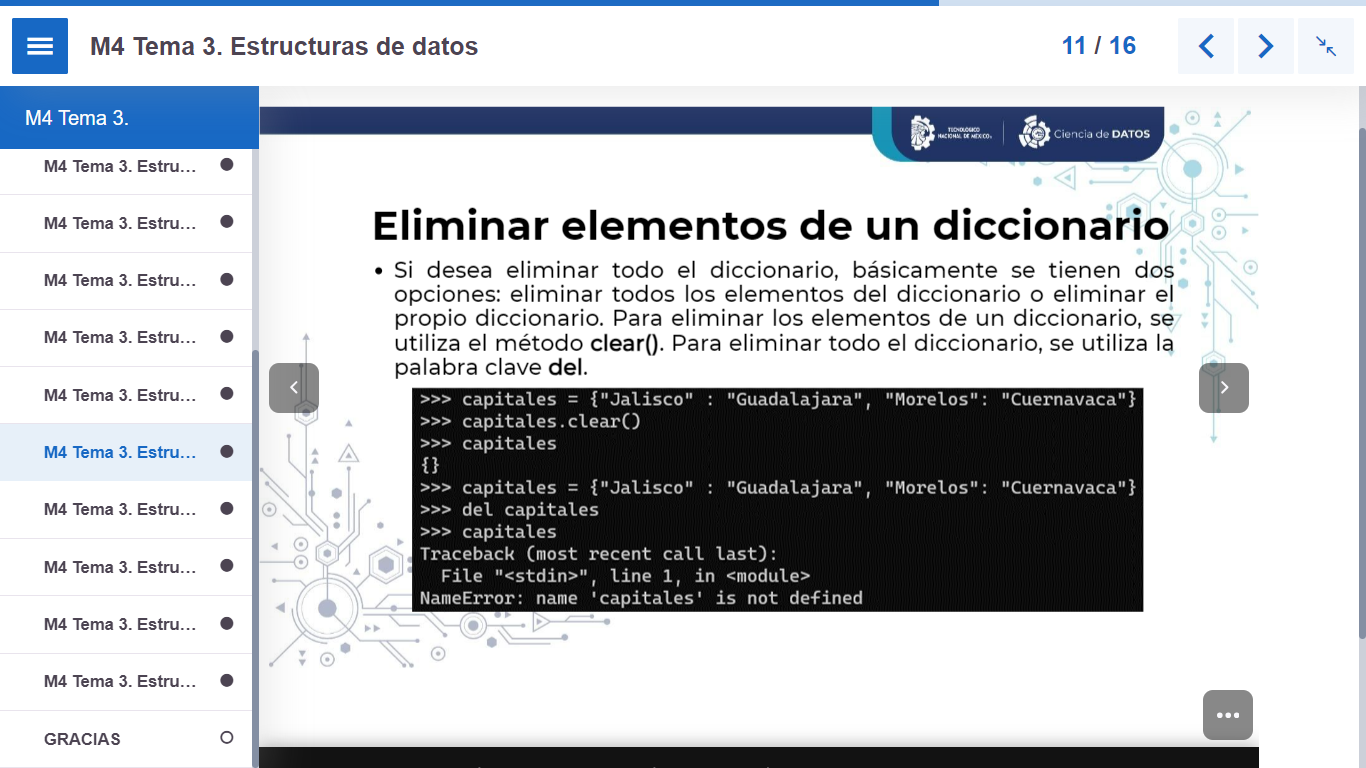 M4 Tema 3. Estructuras de datos
11 / 16
M4 Tema 3.
M4 Tema 3. Estru...
M4 Tema 3. Estru...
M4 Tema 3. Estru...
M4 Tema 3. Estru...
M4 Tema 3. Estru...
M4 Tema 3. Estru...
M4 Tema 3. Estru...
M4 Tema 3. Estru...
M4 Tema 3. Estru...
M4 Tema 3. Estru...
GRACIAS
TECNOLÓGICO
NACIONAL DE MÉXICO
Ciencia de DATOS
Eliminar elementos de un diccionario
• Si desea eliminar todo el diccionario, básicamente se tienen dos
opciones: eliminar todos los elementos del diccionario o eliminar el
propio diccionario. Para eliminar los elementos de un diccionario, se
utiliza el método clear(). Para eliminar todo el diccionario, se utiliza la
palabra clave del.
>>> capitales = {"Jalisco" : "Guadalajara", "Morelos": "Cuernavaca"}
>>> capitales.clear()
>>> capitales
{}
>>> capitales = {"Jalisco" : "Guadalajara", "Morelos": "Cuernavaca"}
>>> del capitales
>>> capitales
Traceback (most recent call last):
  File "<stdin>", line 1, in <module>
NameError: name 'capitales' is not defined